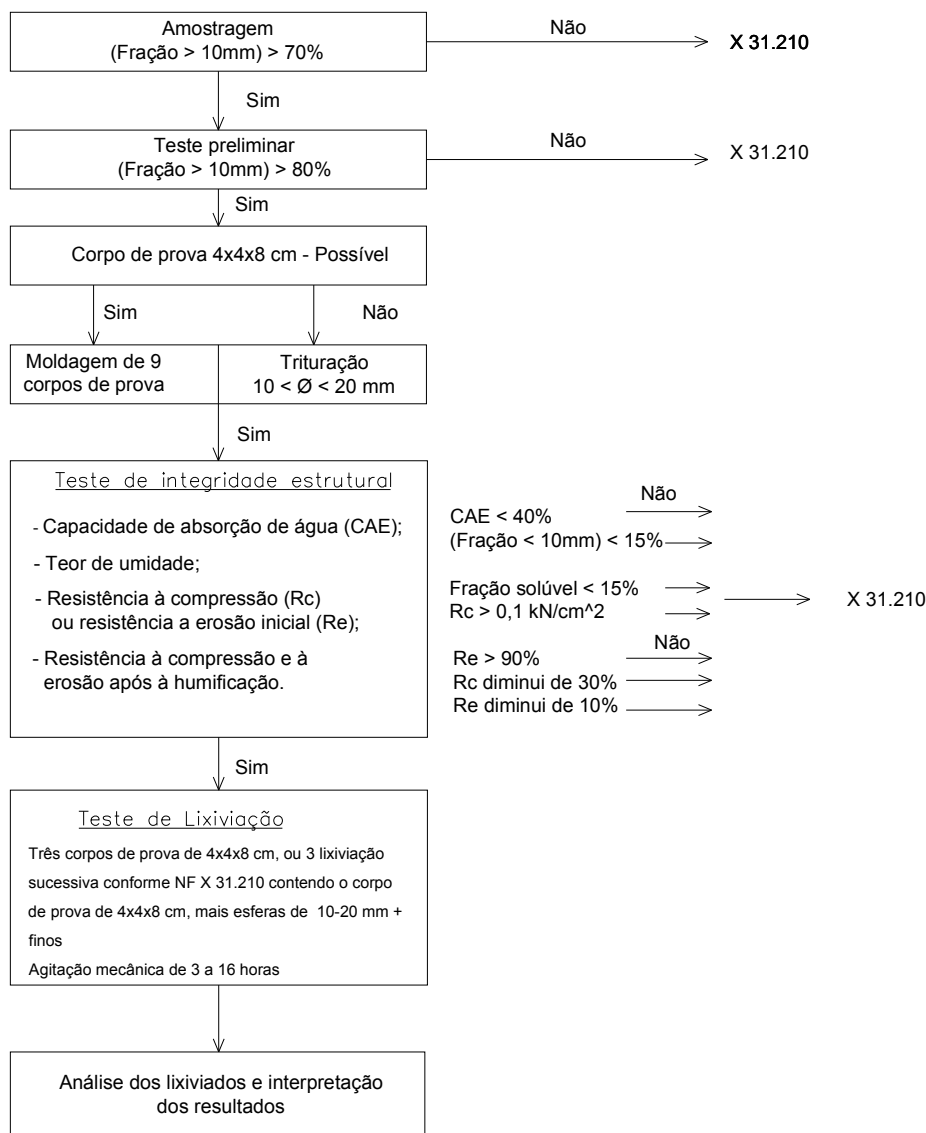 Amostragem
(Fração > 10mm) > 70%
Não
X 31.210
Sim
Teste preliminar
(Fração > 10mm) > 80%
Não
X 31.210
Sim
Corpo de prova 4x4x8 cm - Possível
Sim
Não
Moldagem de 9
corpos de prova
Trituração
10 < Ø < 20 mm
Sim
Teste de integridade estrutural
- Capacidade de absorção de água (CAE);
- Teor de umidade;
- Resistência à compressão (Rc)
ou resistência a erosão inicial (Re);
- Resistência à compressão e à
erosão após à humificação.
Não
CAE < 40%
(Fração < 10mm) < 15%
Fração solúvel < 15%
Rc > 0,1 kN/cm^2
X 31.210
Não
Re > 90%
Rc diminui de 30%
Re diminui de 10%
Sim
Teste de Lixiviação
Três corpos de prova de 4x4x8 cm, ou 3 lixiviação
sucessiva conforme NF X 31.210 contendo o corpo
de prova de 4x4x8 cm, mais esferas de 10-20 mm +
finos
Agitação mecânica de 3 a 16 horas
Análise dos lixiviados e interpretação
dos resultados